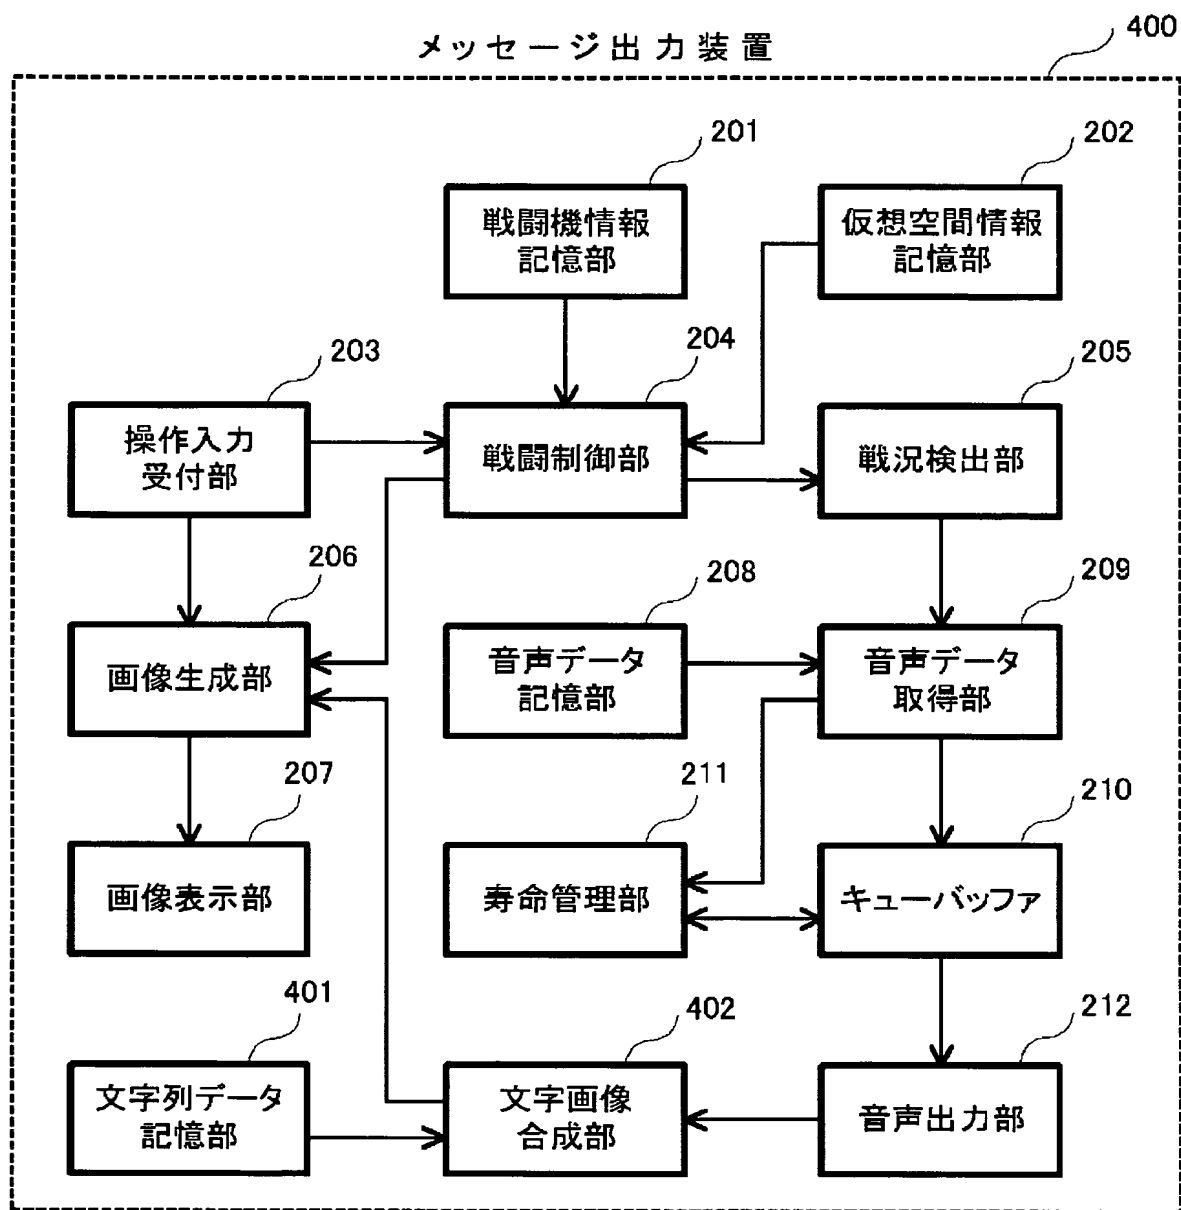 メッセージ出力装置
400
201
戦闘機情報
記憶部
202
仮想空間情報
記憶部
203
操作入力
受付部
204
戦闘制御部
205
戦況検出部
206
画像生成部
208
音声データ
記憶部
209
音声データ
取得部
207
画像表示部
211
寿命管理部
210
キューバッファ
401
文字列データ
記憶部
402
文字画像
合成部
212
音声出力部